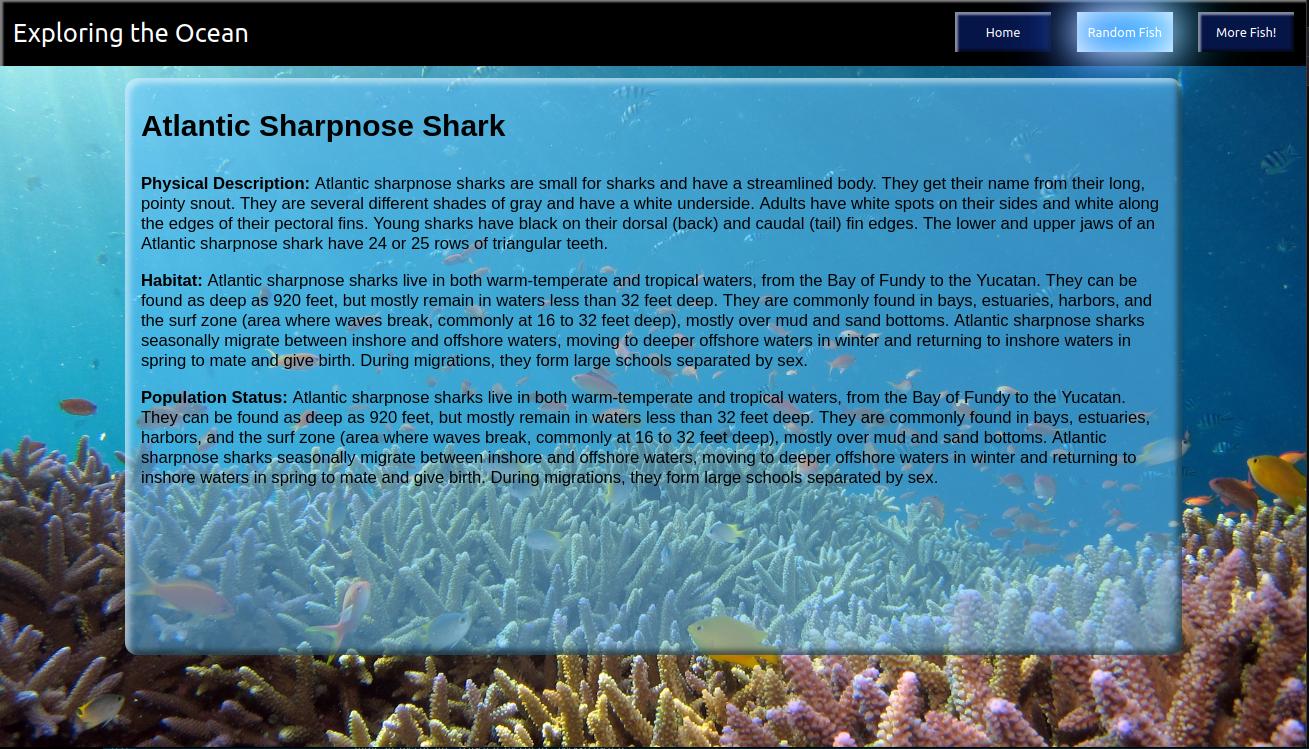 Exploring the Ocean
Home
Random Fish
More Fish!
Atlantic Sharpnose Shark
Physical Description: Atlantic sharpnose sharks are small for sharks and have a streamlined body. They get their name from their long,
pointy snout. They are several different shades of gray and have a white underside. Adults have white spots on their sides and white along
the edges of their pectoral fins. Young sharks have black on their dorsal (back) and caudal (tail) fin edges. The lower and upper jaws of an
Atlantic sharpnose shark have 24 or 25 rows of triangular teeth.
Habitat: Atlantic sharpnose sharks live in both warm-temperate and tropical waters, from the Bay of Fundy to the Yucatan. They can be
found as deep as 920 feet, but mostly remain in waters less than 32 feet deep. They are commonly found in bays, estuaries, harbors, and
the surf zone (area where waves break, commonly at 16 to 32 feet deep), mostly over mud and sand bottoms. Atlantic sharpnose sharks
seasonally migrate between inshore and offshore waters, moving to deeper offshore waters in winter and returning to inshore waters in
spring to mate and give birth. During migrations, they form large schools separated by sex.
Population Status: Atlantic sharpnose sharks live in both warm-temperate and tropical waters, from the Bay of Fundy to the Yucatan.
They can be found as deep as 920 feet, but mostly remain in waters less than 32 feet deep. They are commonly found in bays, estuaries,
harbors, and the surf zone (area where waves break, commonly at 16 to 32 feet deep), mostly over mud and sand bottoms. Atlantic
sharpnose sharks seasonally migrate between inshore and offshore waters, moving to deeper offshore waters in winter and returning to
inshore waters in spring to mate and give birth. During migrations, they form large schools separated by sex.